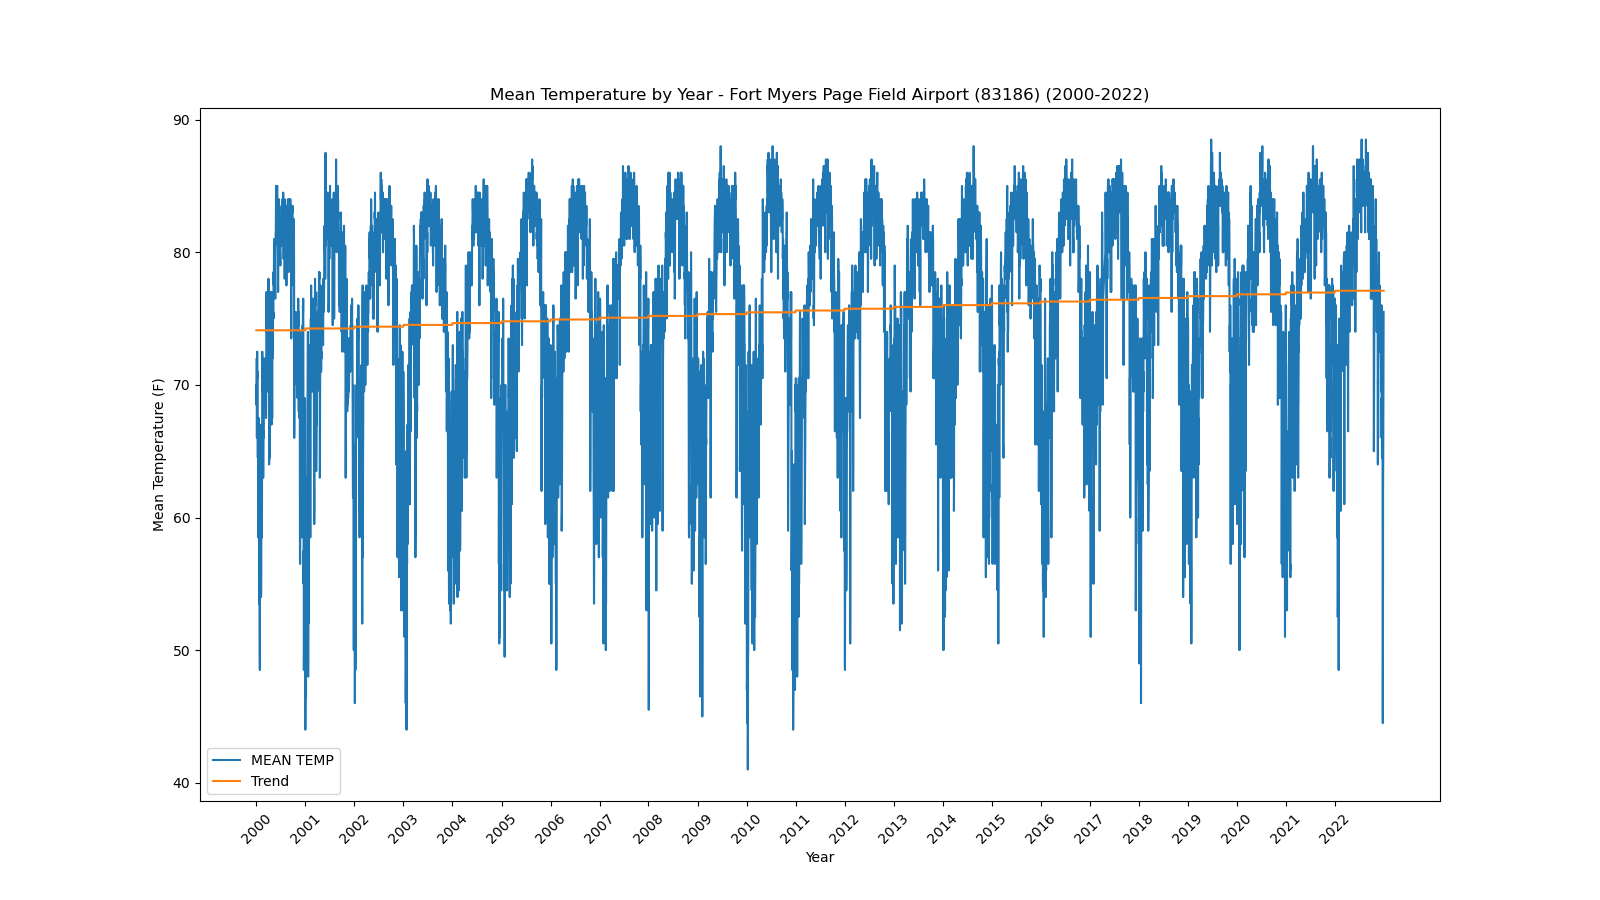 Mean Temperature by Year - Fort Myers Page Field Airport (83186) (2000-2022)
90
80
70
60
50
40
Mean Temperature (F)
MEAN TEMP
Trend
2000 2001 2002 2003 2004 2005 2006 2007 2008 2009 2010 2011 2012 2013 2014 2015 2016 2017 2018 2019 2020 2021 2022
Year